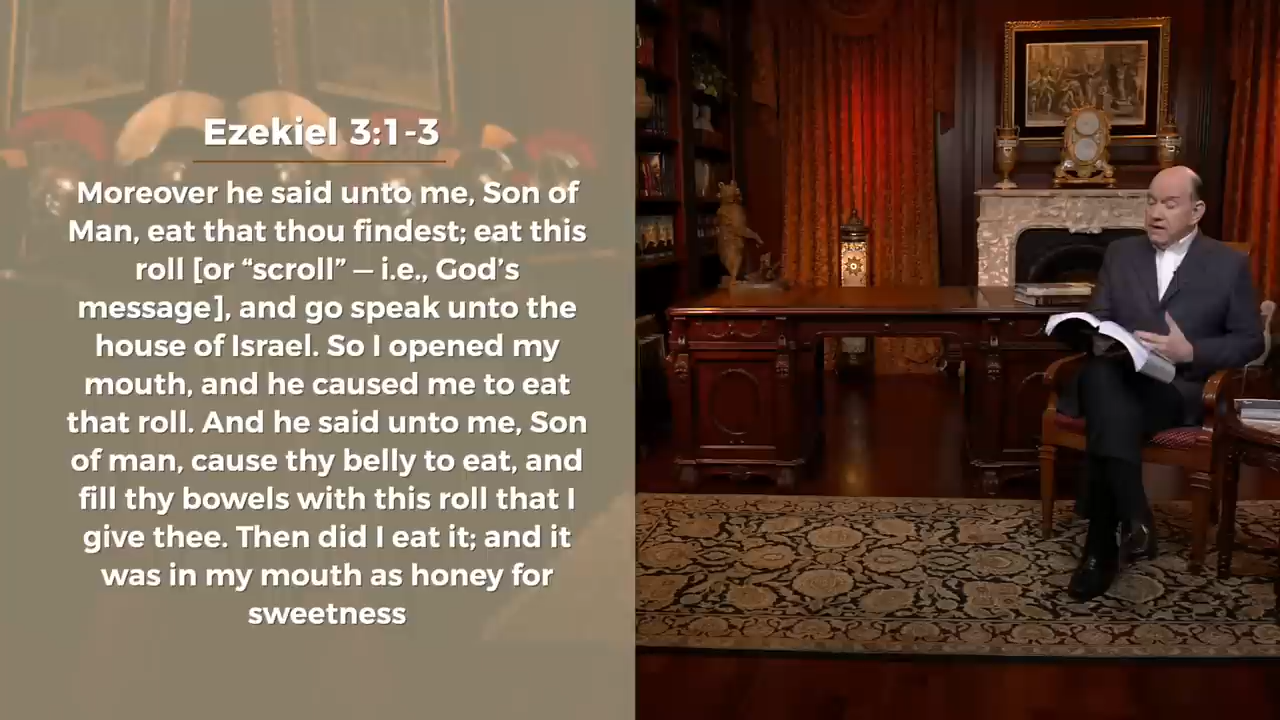 Ezekiel 3:1-3
Moreover he said unto me, Son of
Man, eat that thou findest; eat this
roll [or “scroll” — i.e., God’s
message], and go speak unto the
house of Israel. So I opened my
mouth, and he caused me to eat
that roll. And he said unto me, Son
of man, cause thy belly to eat, and
fill thy bowels with this roll that I
give thee. Then did I eat it; and it
was in my mouth as honey for
sweetness